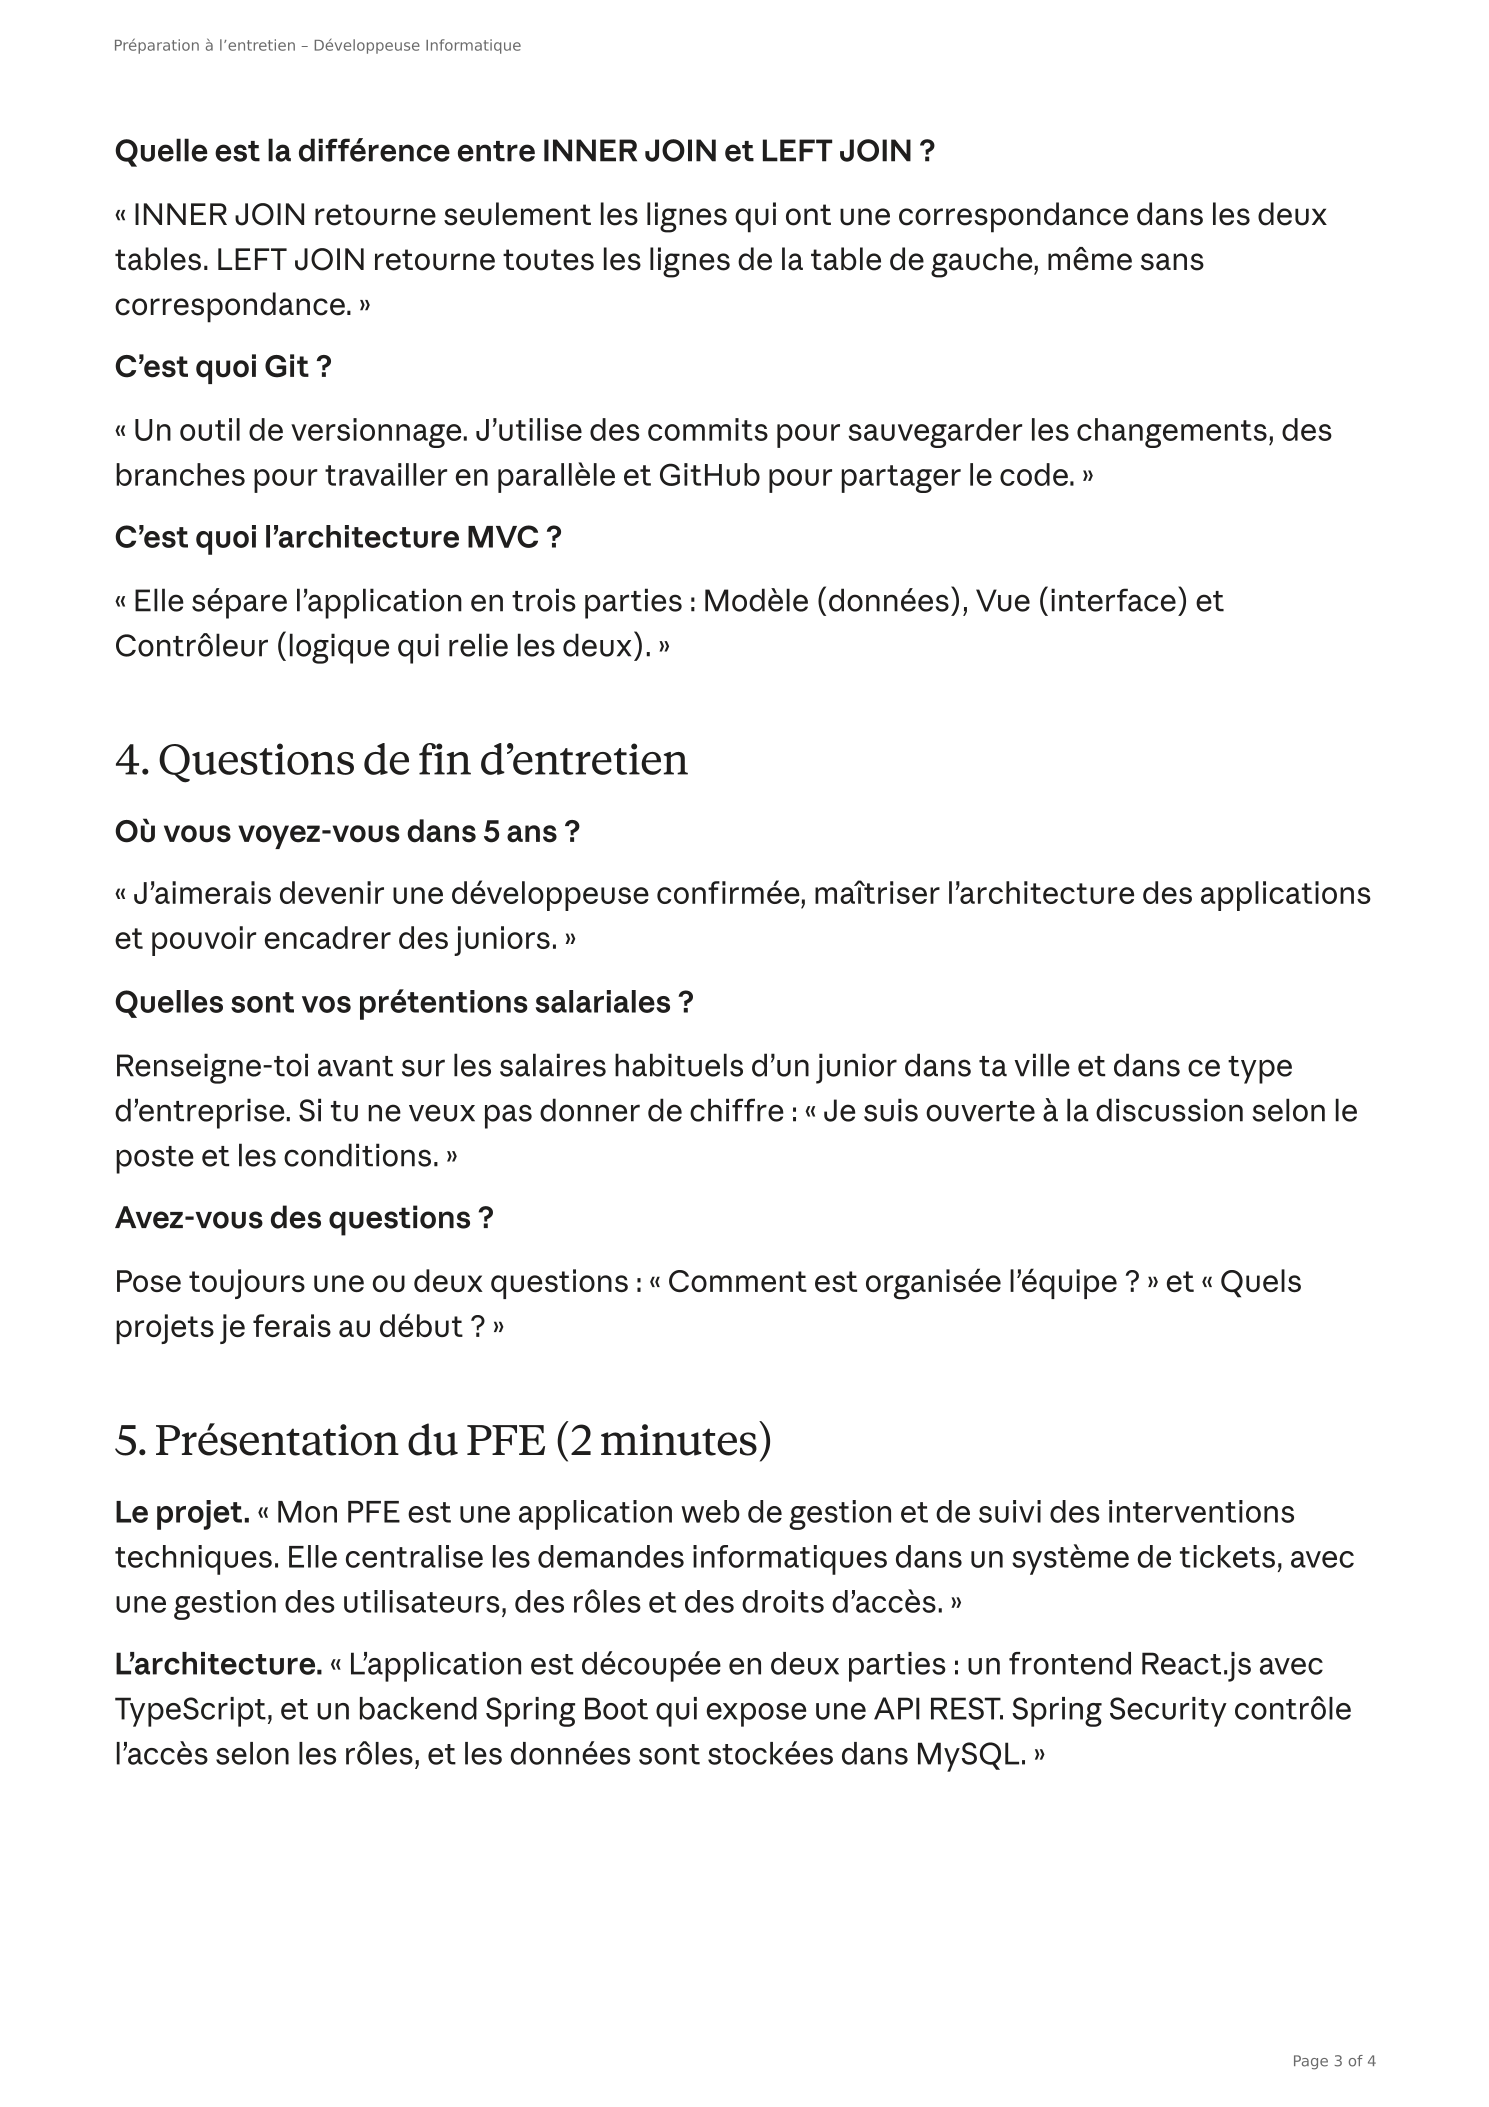 Préparation à l’entretien – Développeuse Informatique
Quelle est la différence entre INNER JOIN et LEFT JOIN ?
« INNER JOIN retourne seulement les lignes qui ont une correspondance dans les deux
tables. LEFT JOIN retourne toutes les lignes de la table de gauche, même sans
correspondance. »
C’est quoi Git ?
« Un outil de versionnage. J’utilise des commits pour sauvegarder les changements, des
branches pour travailler en parallèle et GitHub pour partager le code. »
C’est quoi l’architecture MVC ?
« Elle sépare l’application en trois parties : Modèle (données), Vue (interface) et
Contrôleur (logique qui relie les deux). »
4. Questions de fin d’entretien
Où vous voyez-vous dans 5 ans ?
« J’aimerais devenir une développeuse confirmée, maîtriser l’architecture des applications
et pouvoir encadrer des juniors. »
Quelles sont vos prétentions salariales ?
Renseigne-toi avant sur les salaires habituels d’un junior dans ta ville et dans ce type
d’entreprise. Si tu ne veux pas donner de chiffre : « Je suis ouverte à la discussion selon le
poste et les conditions. »
Avez-vous des questions ?
Pose toujours une ou deux questions : « Comment est organisée l’équipe ? » et « Quels
projets je ferais au début ? »
5. Présentation du PFE (2 minutes)
Le projet. « Mon PFE est une application web de gestion et de suivi des interventions
techniques. Elle centralise les demandes informatiques dans un système de tickets, avec
une gestion des utilisateurs, des rôles et des droits d’accès. »
L’architecture. « L’application est découpée en deux parties : un frontend React.js avec
TypeScript, et un backend Spring Boot qui expose une API REST. Spring Security contrôle
l’accès selon les rôles, et les données sont stockées dans MySQL. »
Page 3 of 4